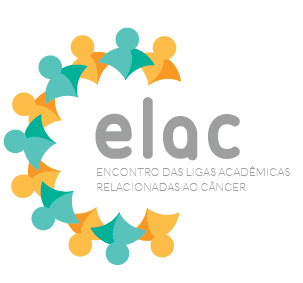 elac
ENCONTRO DAS LIGAS ACADÊMICAS
RELACIONADAS AO CÂNCER